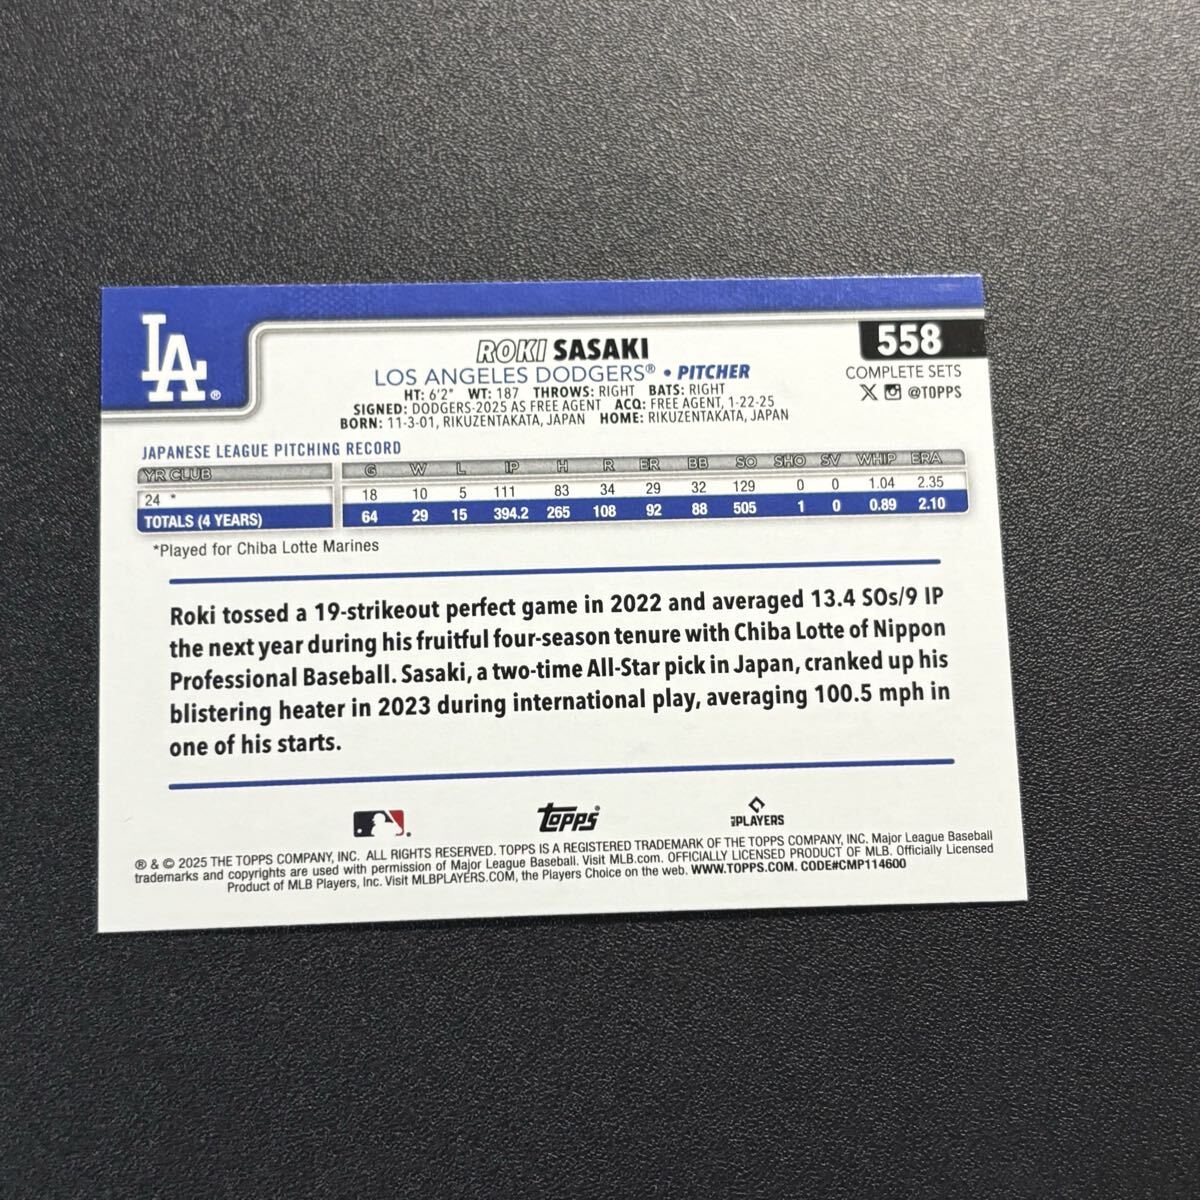 LA®
558
ROKI SASAKI
COMPLETE SETS
LOS ANGELES DODGERS® • PITCHER
@TOPPS
HT: 6'2" WT: 187 THROWS: RIGHT BATS: RIGHT
SIGNED: DODGERS-2025 AS FREE AGENT ACQ: FREE AGENT, 1-22-25
BORN: 11-3-01, RIKUZENTAKATA, JAPAN HOME: RIKUZENTAKATA, JAPAN
JAPANESE LEAGUE PITCHING RECORD
YR CLUB G W L IP H R ER BB SO SHO SV WHIP ERA
24 * 18 10 5 111 83 34 29 32 129 0 0 1.04 2.35
TOTALS (4 YEARS) 64 29 15 394.2 265 108 92 88 505 1 0 0.89 2.10
*Played for Chiba Lotte Marines
Roki tossed a 19-strikeout perfect game in 2022 and averaged 13.4 SOs/9 IP
the next year during his fruitful four-season tenure with Chiba Lotte of Nippon
Professional Baseball. Sasaki, a two-time All-Star pick in Japan, cranked up his
blistering heater in 2023 during international play, averaging 100.5 mph in
one of his starts.
topps®
PLAYERS
® & © 2025 THE TOPPS COMPANY, INC. ALL RIGHTS RESERVED. TOPPS IS A REGISTERED TRADEMARK OF THE TOPPS COMPANY, INC. Major League Baseball
trademarks and copyrights are used with permission of Major League Baseball. Visit MLB.com. OFFICIALLY LICENSED PRODUCT OF MLB. Officially Licensed
Product of MLB Players, Inc. Visit MLBPLAYERS.COM, the Players Choice on the web. WWW.TOPPS.COM. CODE#CMP114600